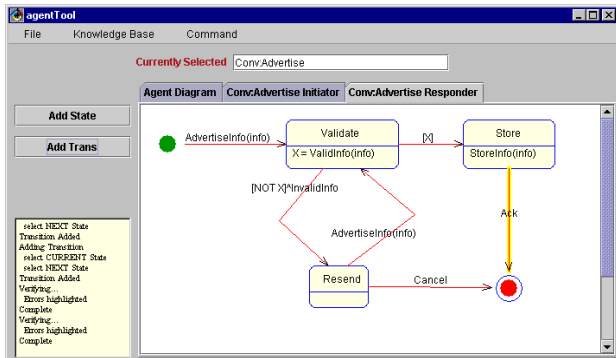 agentTool
File Knowledge Base Command
Currently Selected Conv:Advertise
Agent Diagram Conv:Advertise Initiator Conv:Advertise Responder
Add State
Add Trans
AdvertiseInfo(info)
Validate
X = ValidInfo(info)
[X]
Store
StoreInfo(info)
[NOT X]^InvalidInfo
AdvertiseInfo(info)
Ack
Resend
Cancel
select NEXT State
Transition Added
Adding Transition
select CURRENT State
select NEXT State
Transition Added
Verifying...
Errors highlighted
Complete
Verifying...
Errors highlighted
Complete